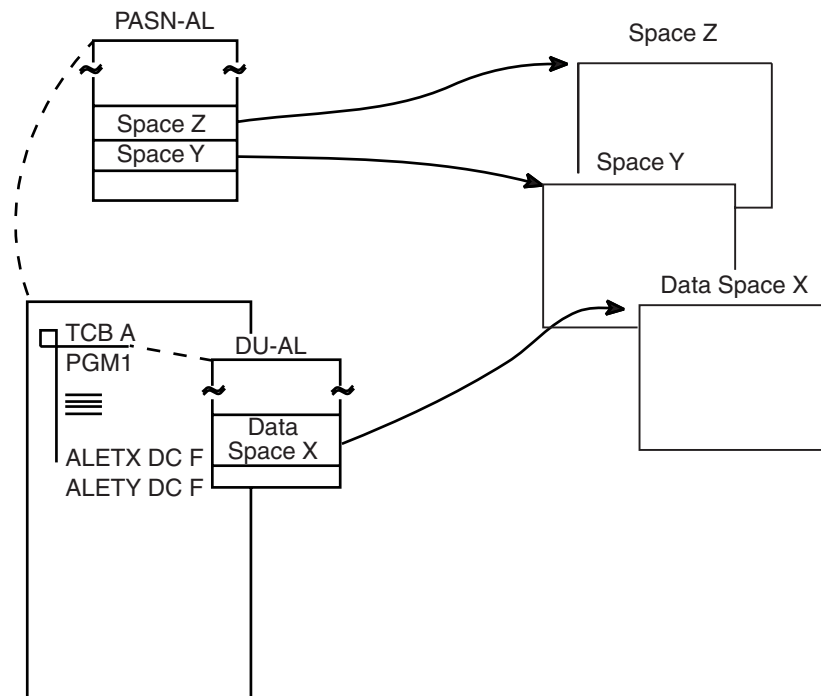 PASN-AL
Space Z
Space Y
Space Z
Space Y
Data Space X
TCB A
PGM1
DU-AL
Data
Space X
ALETX DC F
ALETY DC F